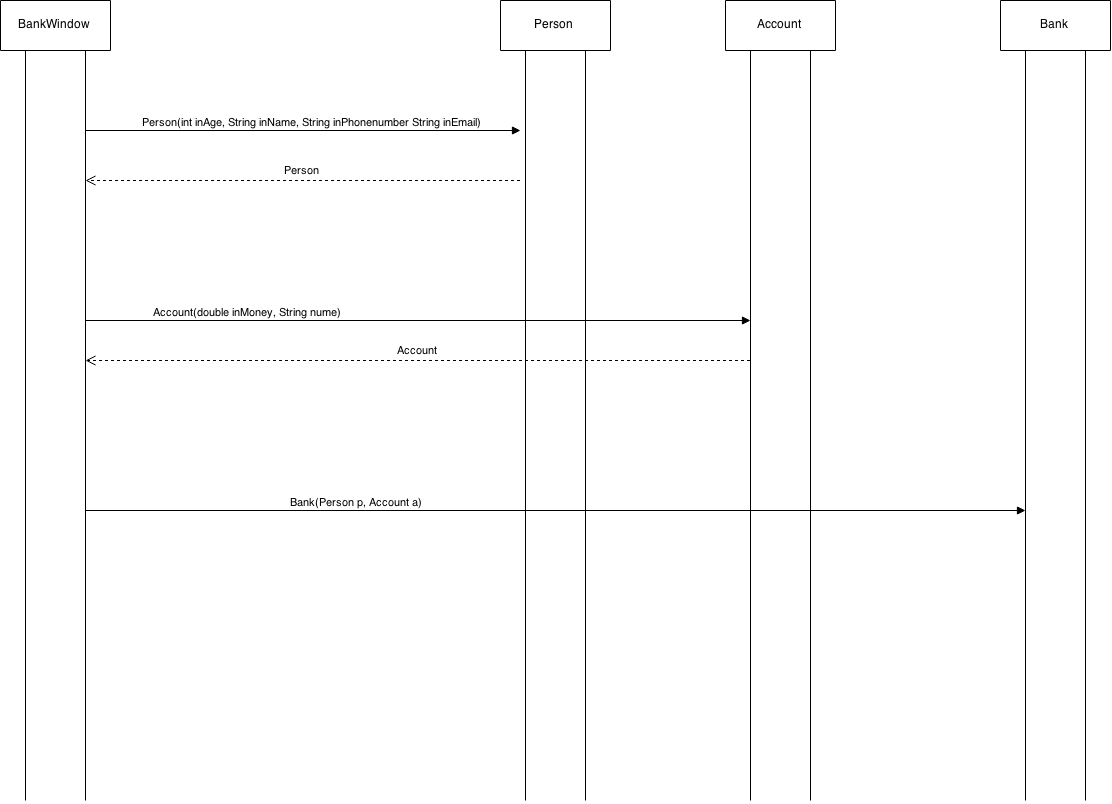 BankWindow
Person
Account
Bank
Person(int inAge, String inName, String inPhonenumber String inEmail)
Person
Account(double inMoney, String nume)
Account
Bank(Person p, Account a)